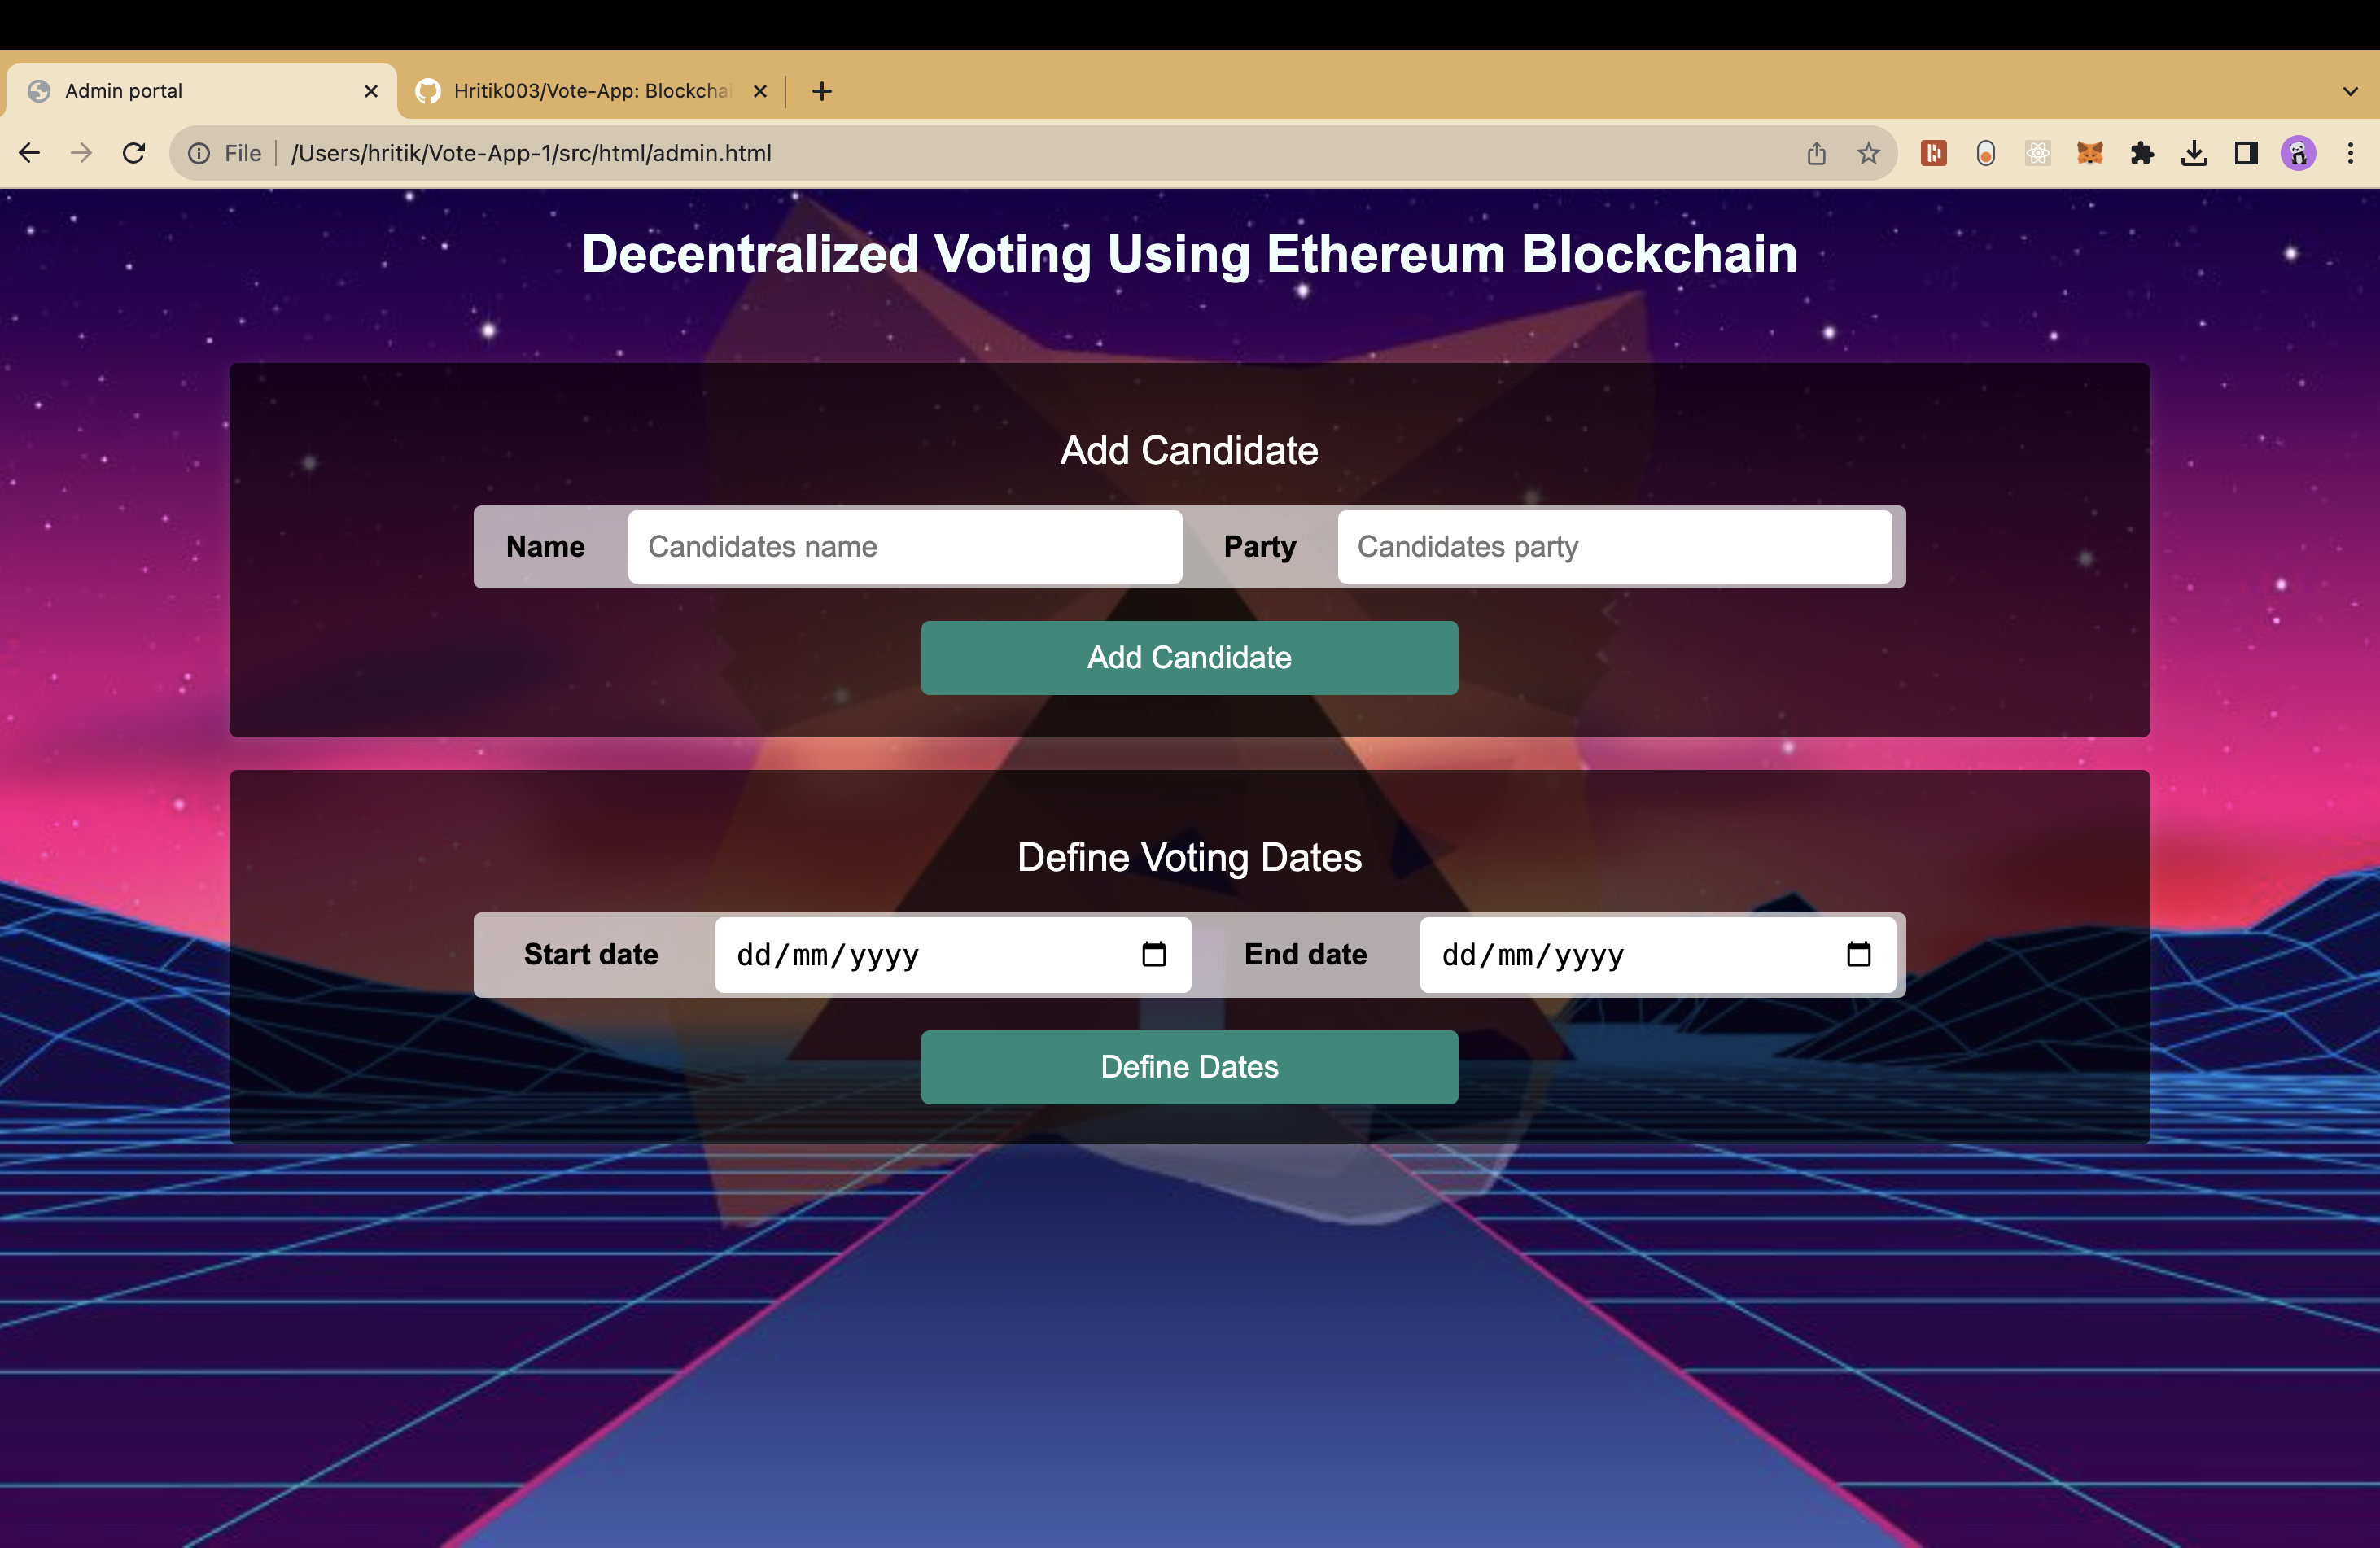 Admin portal
Hritik003/Vote-App: Blockcha
File
/Users/hritik/Vote-App-1/src/html/admin.html
Decentralized Voting Using Ethereum Blockchain
Add Candidate
Name Candidates name Party Candidates party
Add Candidate
Define Voting Dates
Start date dd/mm/yyyy End date dd/mm/yyyy
Define Dates